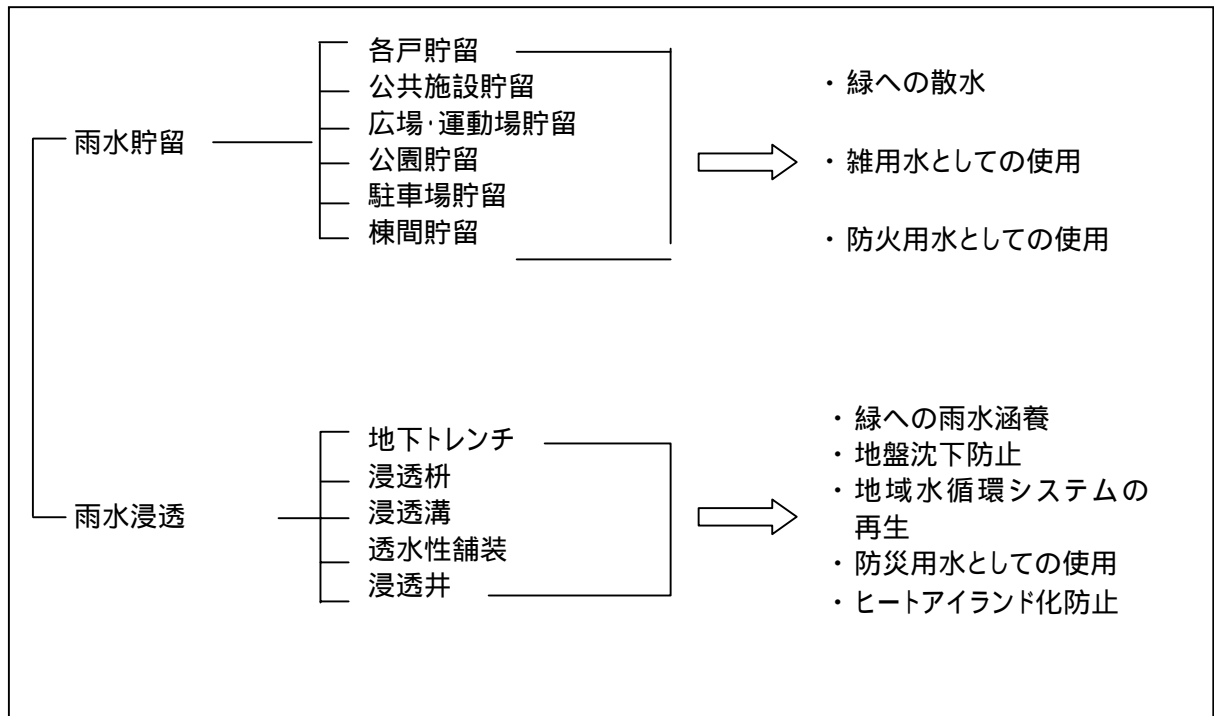 雨水貯留
各戸貯留
公共施設貯留
広場・運動場貯留
公園貯留
駐車場貯留
棟間貯留
・緑への散水
・雑用水としての使用
・防火用水としての使用
雨水浸透
地下トレンチ
浸透枡
浸透溝
透水性舗装
浸透井
・緑への雨水涵養
・地盤沈下防止
・地域水循環システムの
再生
・防災用水としての使用
・ヒートアイランド化防止